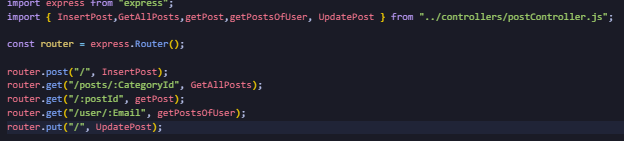 import express from "express";
import { InsertPost,GetAllPosts,getPost,getPostsOfUser, UpdatePost } from "../controllers/postController.js";
const router = express.Router();
router.post("/", InsertPost);
router.get("/posts/:CategoryId", GetAllPosts);
router.get("/:postId", getPost);
router.get("/user/:Email", getPostsOfUser);
router.put("/", UpdatePost);